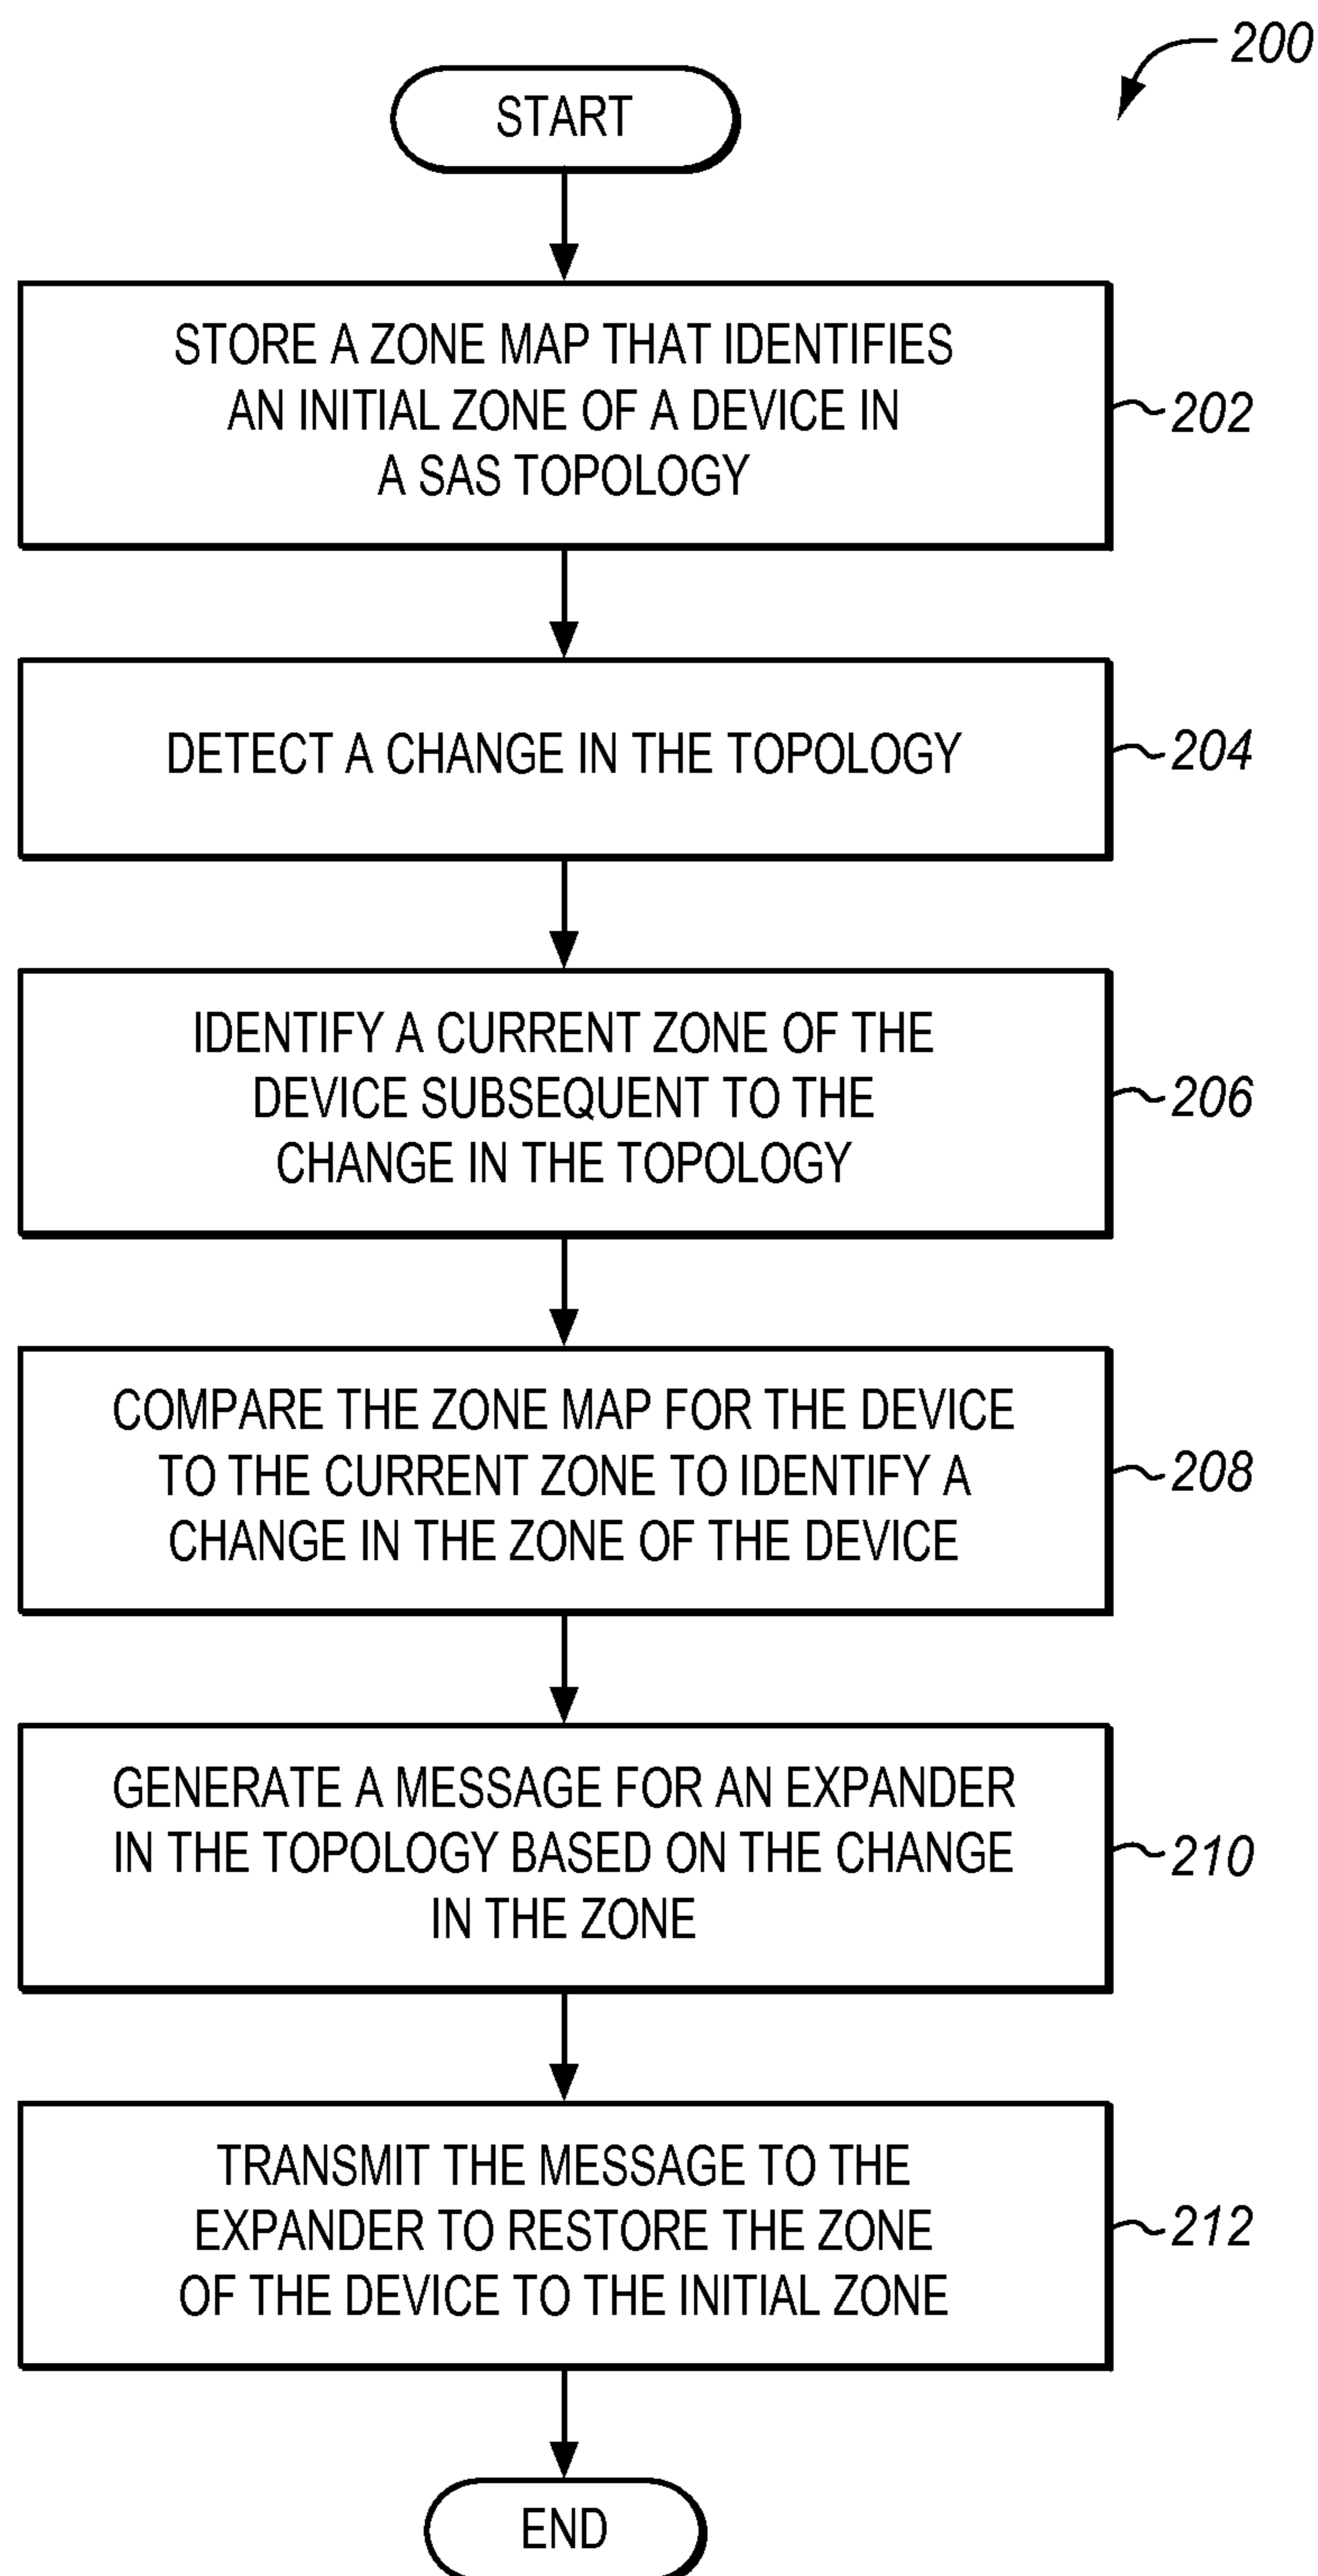 200
START
STORE A ZONE MAP THAT IDENTIFIES
AN INITIAL ZONE OF A DEVICE IN
A SAS TOPOLOGY
202
DETECT A CHANGE IN THE TOPOLOGY
204
IDENTIFY A CURRENT ZONE OF THE
DEVICE SUBSEQUENT TO THE
CHANGE IN THE TOPOLOGY
206
COMPARE THE ZONE MAP FOR THE DEVICE
TO THE CURRENT ZONE TO IDENTIFY A
CHANGE IN THE ZONE OF THE DEVICE
208
GENERATE A MESSAGE FOR AN EXPANDER
IN THE TOPOLOGY BASED ON THE CHANGE
IN THE ZONE
210
TRANSMIT THE MESSAGE TO THE
EXPANDER TO RESTORE THE ZONE
OF THE DEVICE TO THE INITIAL ZONE
212
END